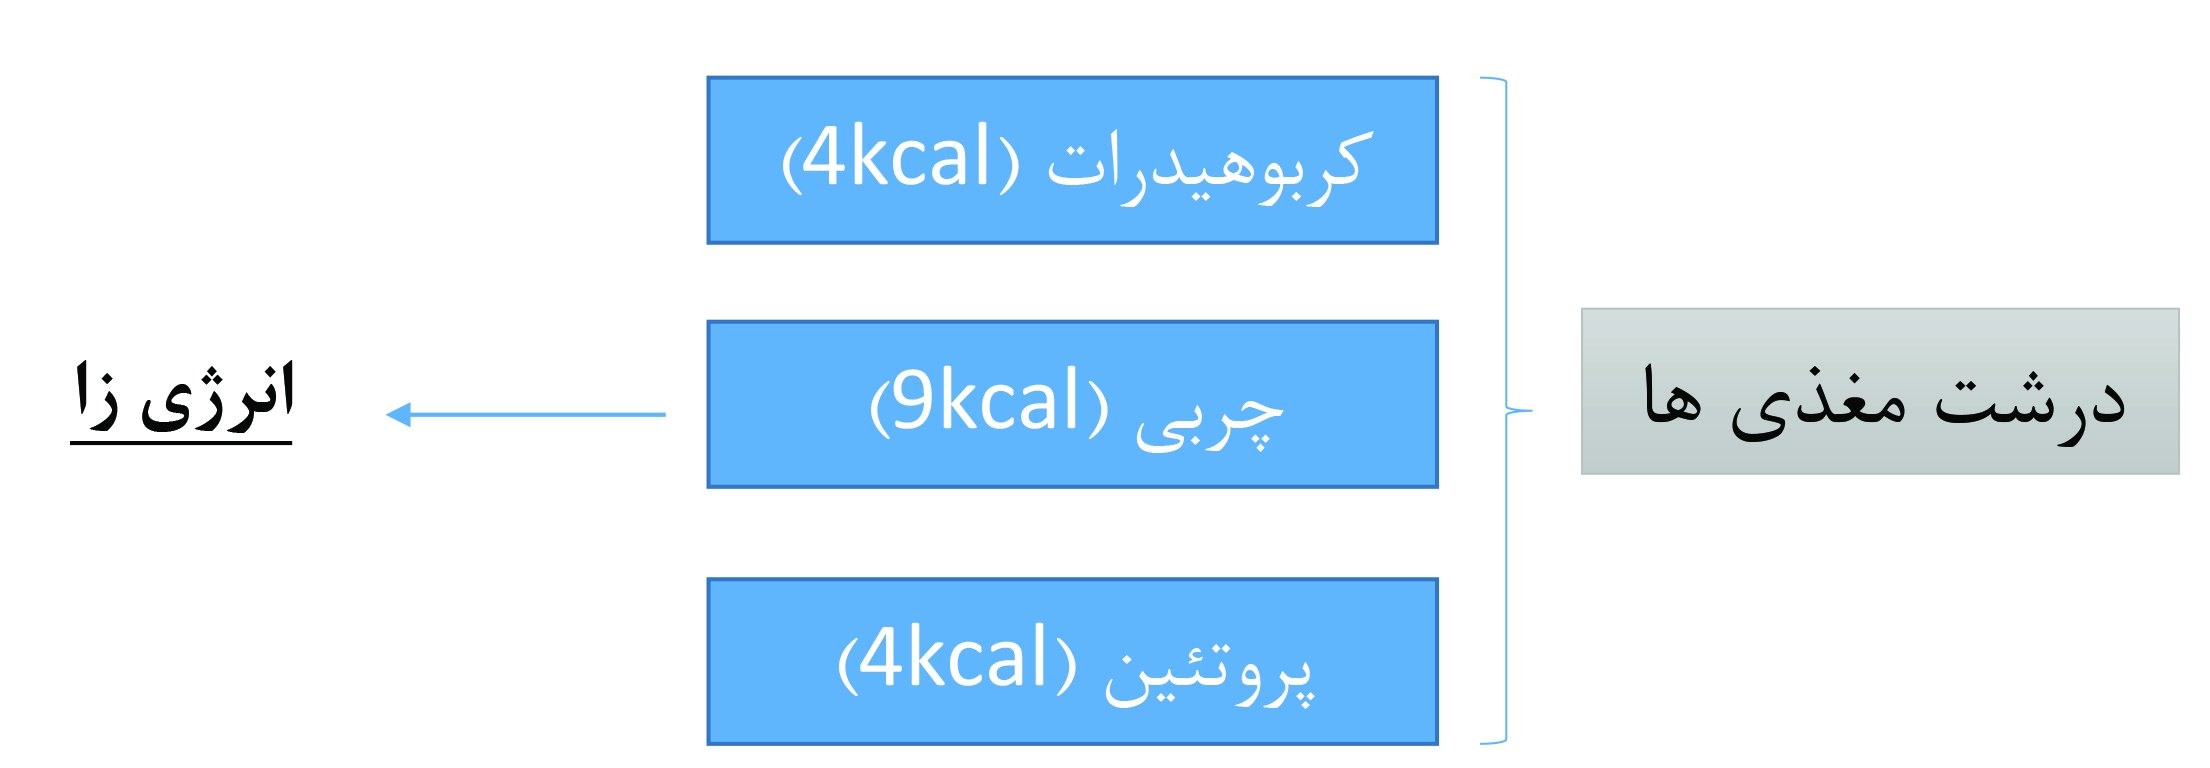 درشت مغذی ها
کربوهیدرات (4kcal)
چربی (9kcal)
پروتئین (4kcal)
انرژی زا